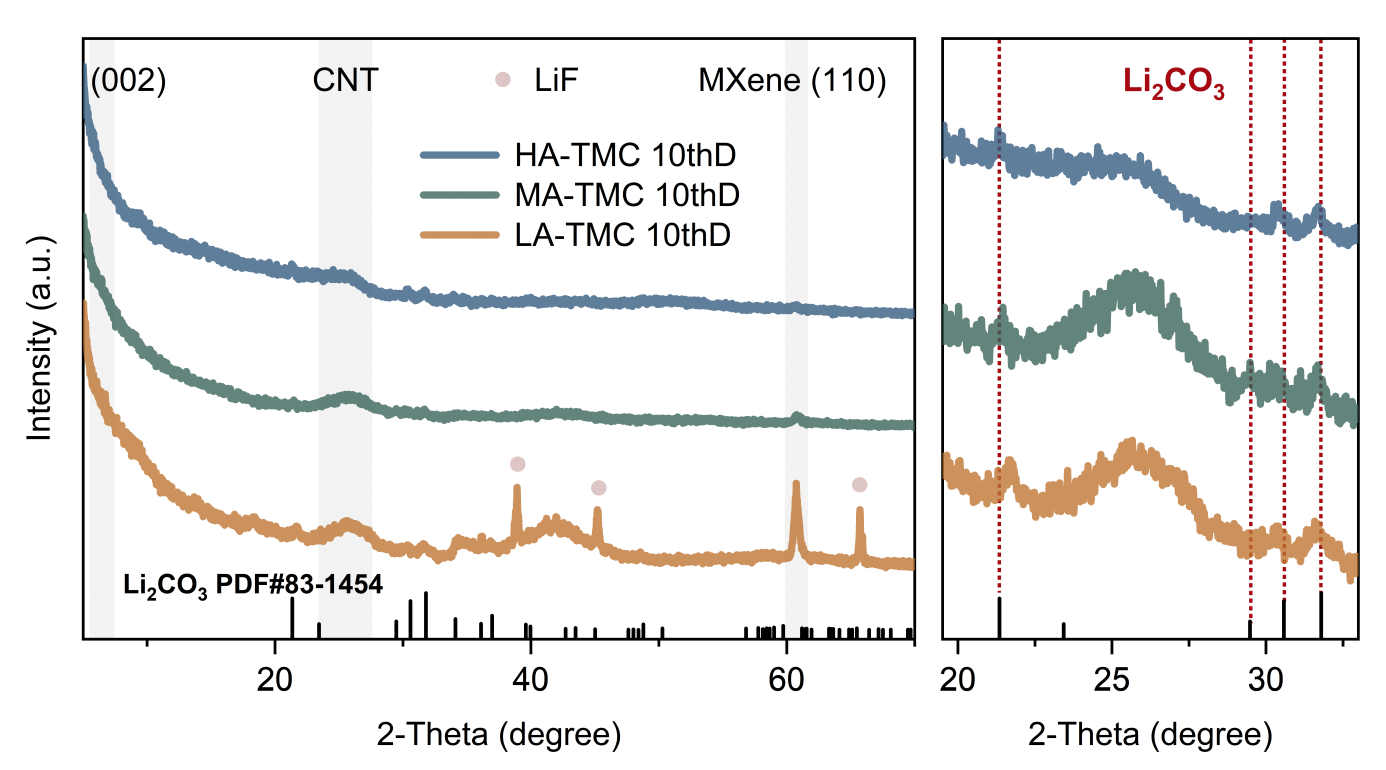 (002) CNT LiF MXene (110)
HA-TMC 10thD
MA-TMC 10thD
LA-TMC 10thD
Li₂CO₃ PDF#83-1454
Intensity (a.u.)
20 40 60
2-Theta (degree)
Li₂CO₃
20 25 30
2-Theta (degree)